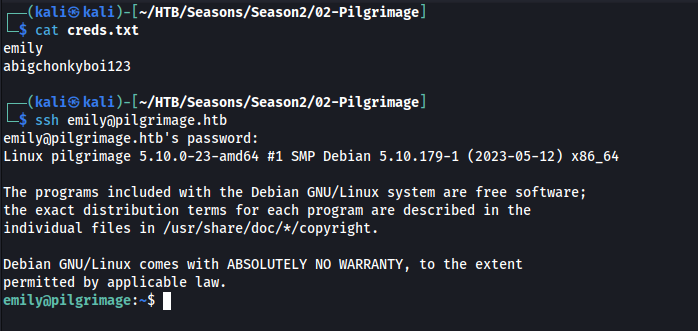 (kali㉿kali)-[~/HTB/Seasons/Season2/02-Pilgrimage]
$ cat creds.txt
emily
abigchonkyboi123
(kali㉿kali)-[~/HTB/Seasons/Season2/02-Pilgrimage]
$ ssh emily@pilgrimage.htb
emily@pilgrimage.htb's password:
Linux pilgrimage 5.10.0-23-amd64 #1 SMP Debian 5.10.179-1 (2023-05-12) x86_64
The programs included with the Debian GNU/Linux system are free software;
the exact distribution terms for each program are described in the
individual files in /usr/share/doc/*/copyright.
Debian GNU/Linux comes with ABSOLUTELY NO WARRANTY, to the extent
permitted by applicable law.
emily@pilgrimage:~$